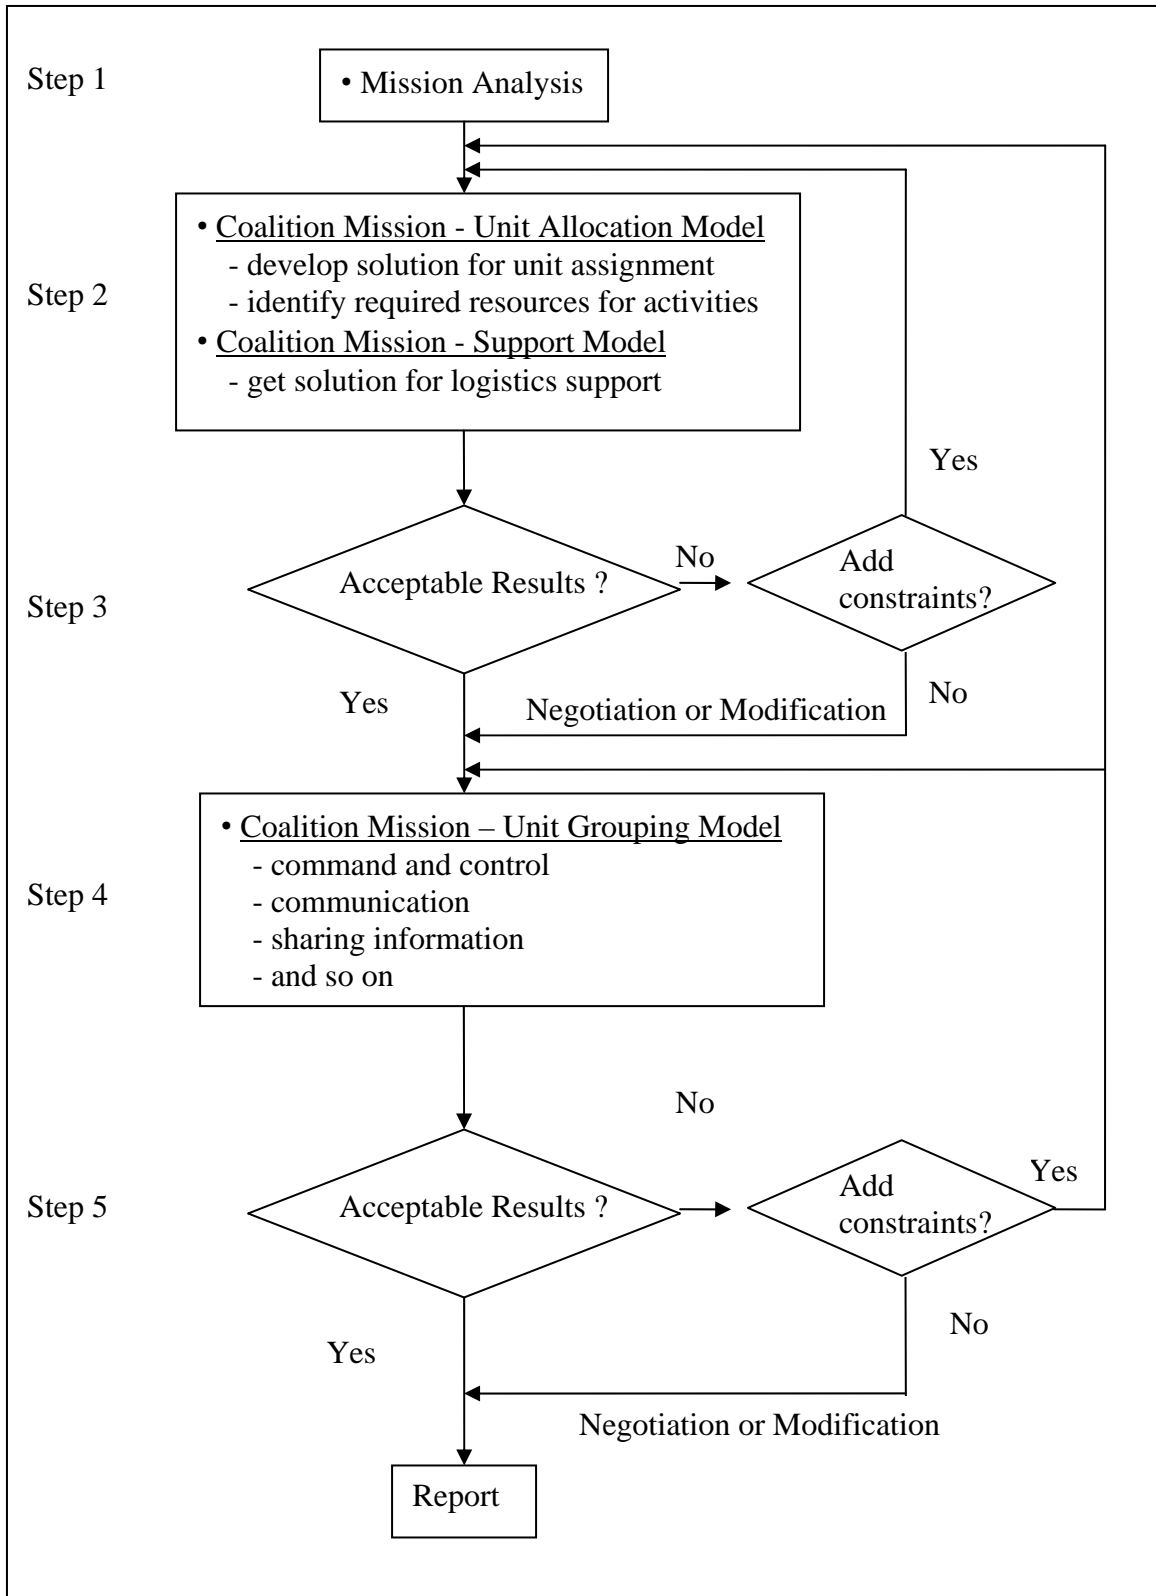 Step 1
• Mission Analysis
Step 2
• Coalition Mission - Unit Allocation Model
- develop solution for unit assignment
- identify required resources for activities
• Coalition Mission - Support Model
- get solution for logistics support
Yes
Step 3
Acceptable Results ?
No
Add
constraints?
Yes
Negotiation or Modification
No
Step 4
• Coalition Mission – Unit Grouping Model
- command and control
- communication
- sharing information
- and so on
No
Step 5
Acceptable Results ?
Add
constraints?
Yes
Yes
No
Negotiation or Modification
Report